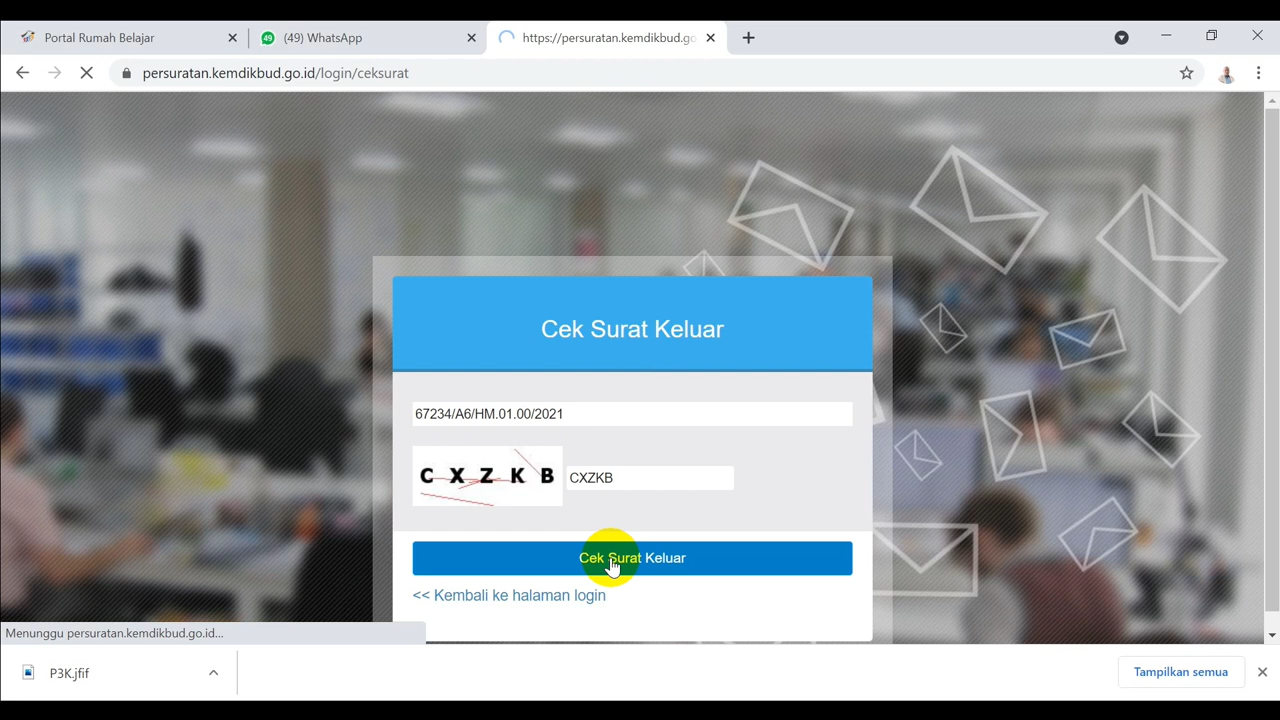 Portal Rumah Belajar
49
(49) WhatsApp
https://persuratan.kemdikbud.go
persuratan.kemdikbud.go.id/login/ceksurat
Cek Surat Keluar
67234/A6/HM.01.00/2021
C X Z K B
CXZKB
Cek Surat Keluar
<< Kembali ke halaman login
Menunggu persuratan.kemdikbud.go.id...
P3K.jfif
Tampilkan semua